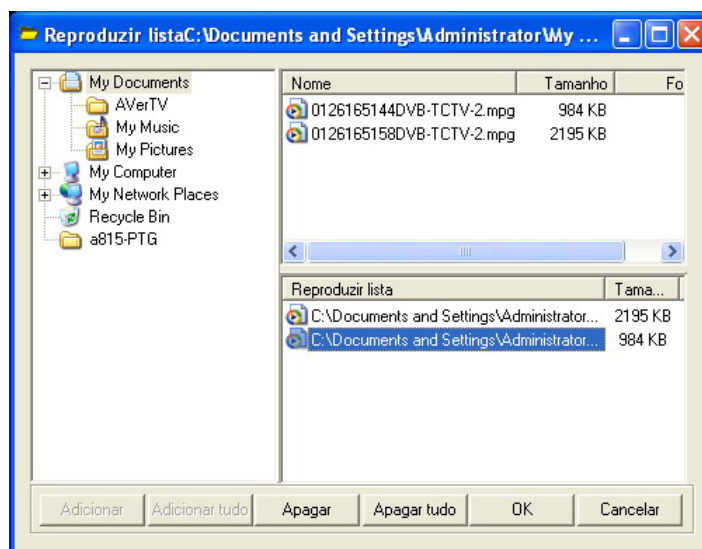 Reproduzir listaC:\Documents and Settings\Administrator\My ...
My Documents
AVerTV
My Music
My Pictures
My Computer
My Network Places
Recycle Bin
a815-PTG
Nome Tamanho Fo
0126165144DVB-TCTV-2.mpg 984 KB
0126165158DVB-TCTV-2.mpg 2195 KB
Reproduzir lista Tama...
C:\Documents and Settings\Administrator... 2195 KB
C:\Documents and Settings\Administrator... 984 KB
Adicionar Adicionar tudo Apagar Apagar tudo OK Cancelar